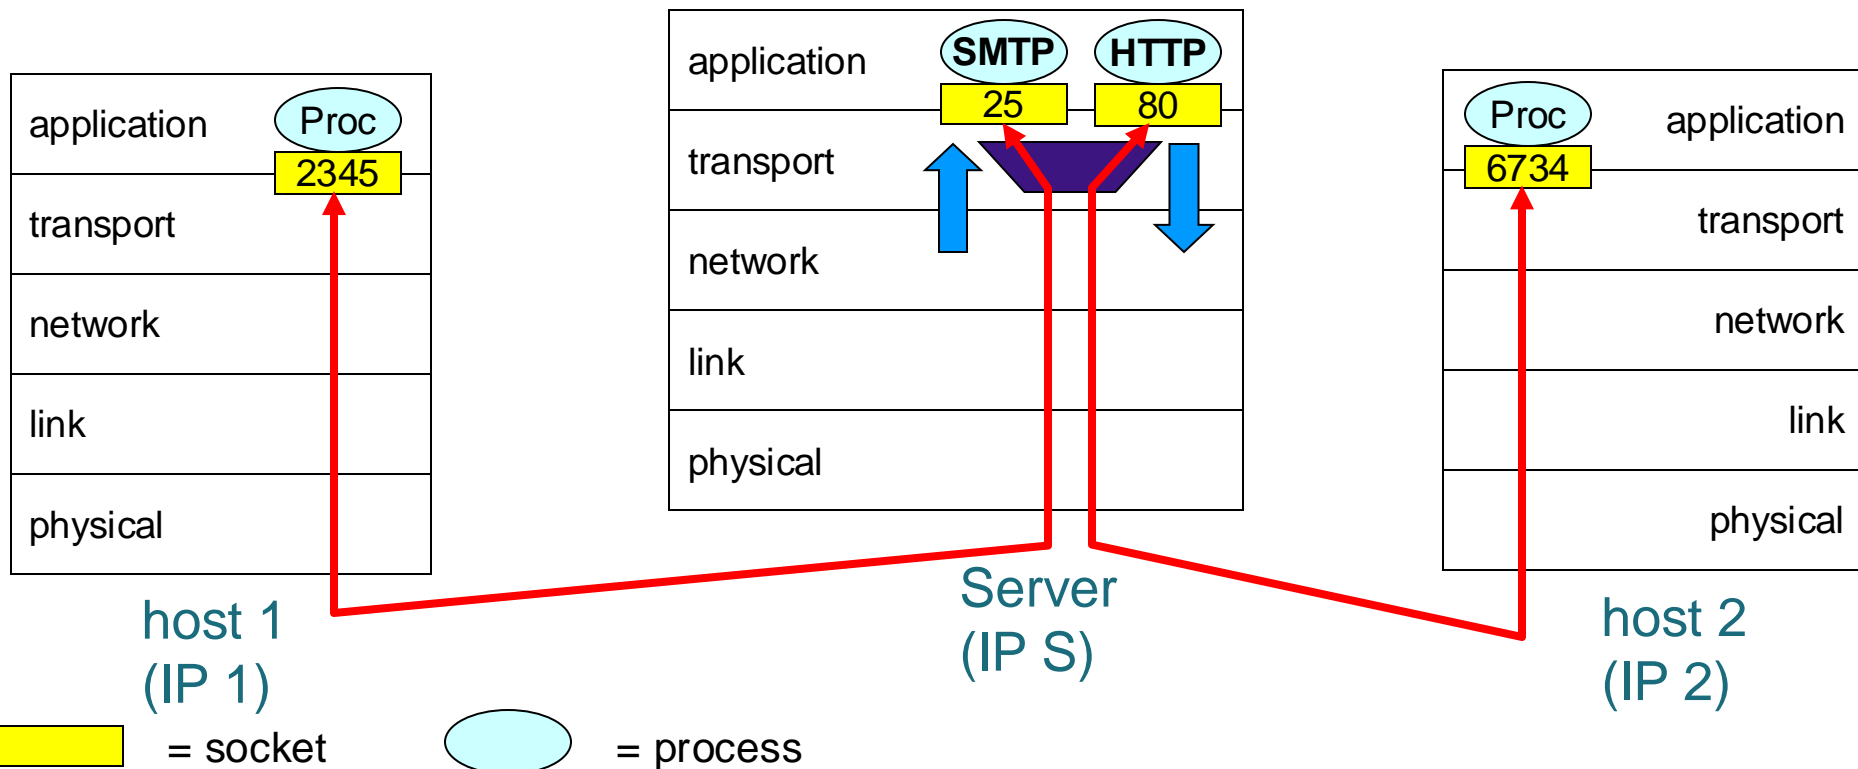 application
Proc
2345
transport
network
link
physical
host 1
(IP 1)
application
SMTP
HTTP
25
80
transport
network
link
physical
Server
(IP S)
Proc
application
6734
transport
network
link
physical
host 2
(IP 2)
= socket
= process